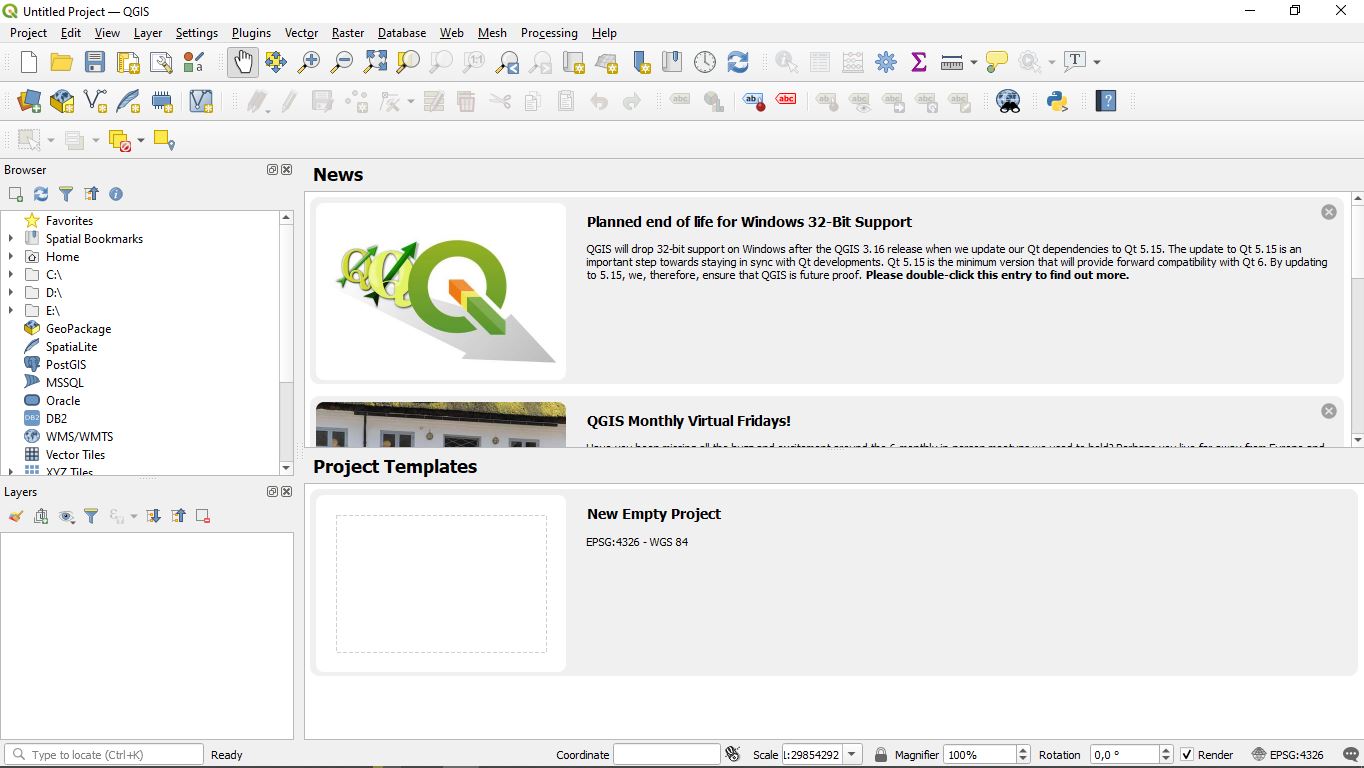 Untitled Project — QGIS
Project Edit View Layer Settings Plugins Vector Raster Database Web Mesh Processing Help
Browser
Favorites
Spatial Bookmarks
Home
C:\
D:\
E:\
GeoPackage
SpatiaLite
PostGIS
MSSQL
Oracle
DB2
WMS/WMTS
Vector Tiles
XYZ Tiles
Layers
News
Planned end of life for Windows 32-Bit Support
QGIS will drop 32-bit support on Windows after the QGIS 3.16 release when we update our Qt dependencies to Qt 5.15. The update to Qt 5.15 is an
important step towards staying in sync with Qt developments. Qt 5.15 is the minimum version that will provide forward compatibility with Qt 6. By updating
to 5.15, we, therefore, ensure that QGIS is future proof. Please double-click this entry to find out more.
QGIS Monthly Virtual Fridays!
Project Templates
New Empty Project
EPSG:4326 - WGS 84
Type to locate (Ctrl+K) Ready Coordinate Scale 1:29854292 Magnifier 100% Rotation 0,0 ° Render EPSG:4326